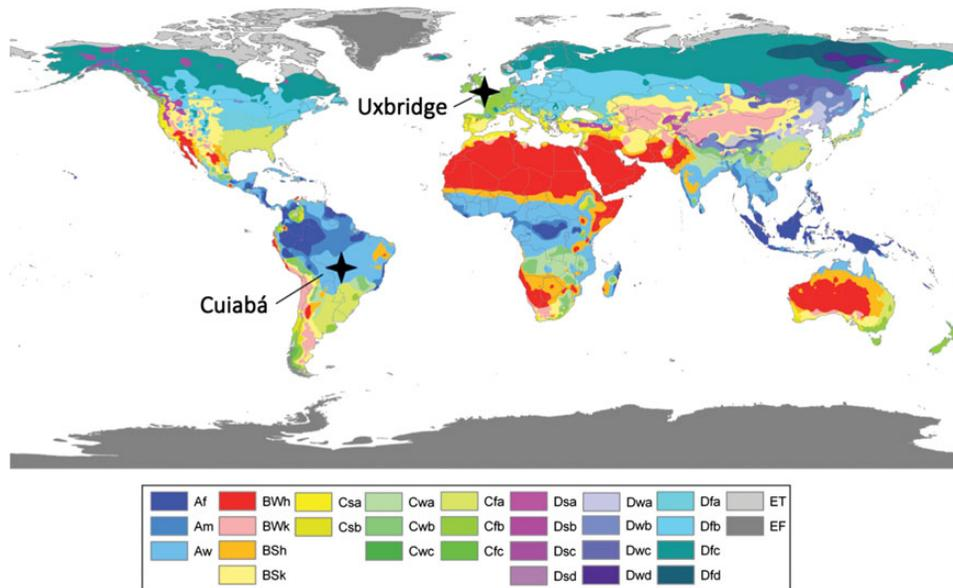 Uxbridge
Cuiabá
Af BWh Csa Cwa Cfa Dsa Dwa Dfa ET
Am BWk Csb Cwb Cfb Dsb Dwb Dfb EF
Aw BSh Cwc Cfc Dsc Dwc Dfc
BSk Dsd Dwd Dfd